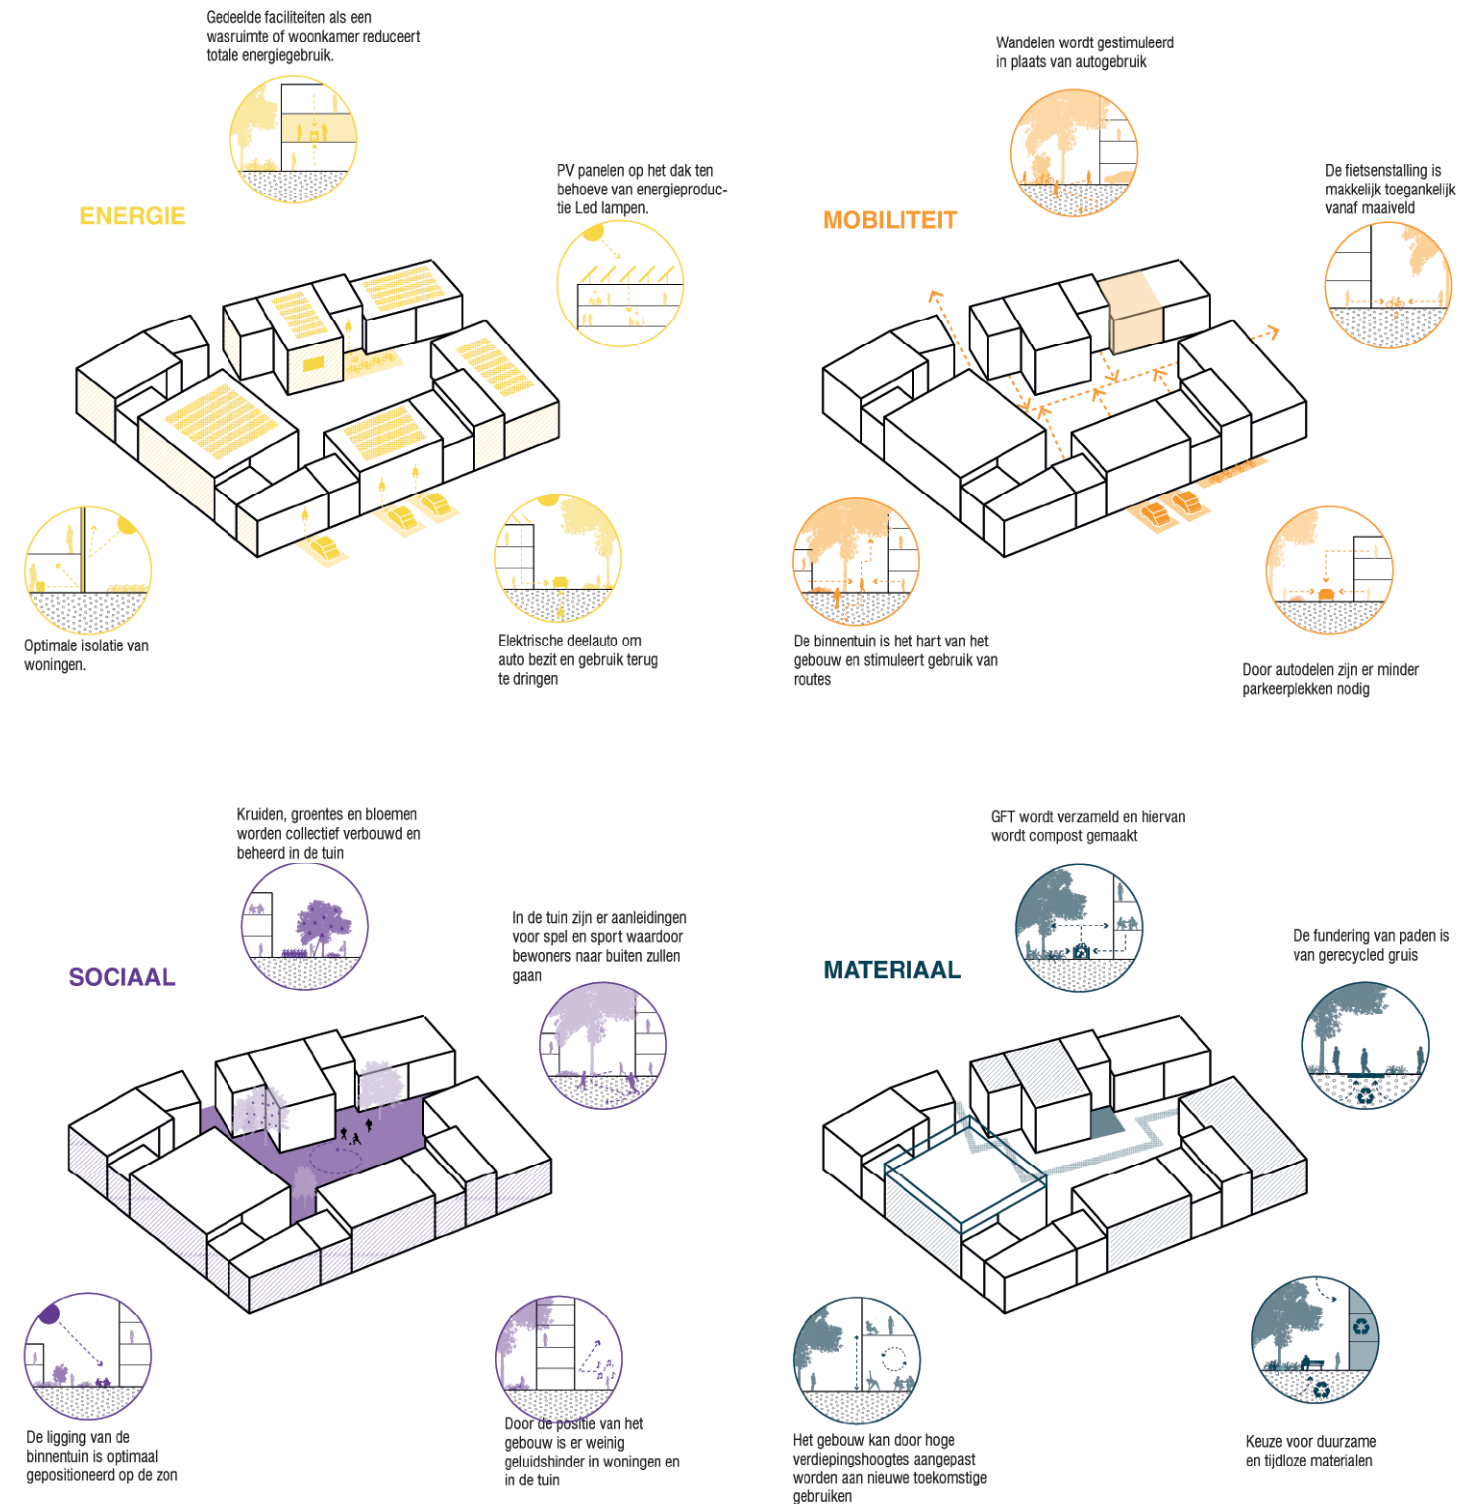 Gedeelde faciliteiten als een
wasruimte of woonkamer reduceert
totale energiegebruik.
PV panelen op het dak ten
behoeve van energieproduc-
tie Led lampen.
ENERGIE
Optimale isolatie van
woningen.
Elektrische deelauto om
auto bezit en gebruik terug
te dringen
Wandelen wordt gestimuleerd
in plaats van autogebruik
De fietsenstalling is
makkelijk toegankelijk
vanaf maaiveld
MOBILITEIT
De binnentuin is het hart van het
gebouw en stimuleert gebruik van
routes
Door autodelen zijn er minder
parkeerplekken nodig
Kruiden, groentes en bloemen
worden collectief verbouwd en
beheerd in de tuin
In de tuin zijn er aanleidingen
voor spel en sport waardoor
bewoners naar buiten zullen
gaan
SOCIAAL
De ligging van de
binnentuin is optimaal
gepositioneerd op de zon
Door de positie van het
gebouw is er weinig
geluidshinder in woningen en
in de tuin
GFT wordt verzameld en hiervan
wordt compost gemaakt
De fundering van paden is
van gerecycled gruis
MATERIAAL
Het gebouw kan door hoge
verdiepingshoogtes aangepast
worden aan nieuwe toekomstige
gebruiken
Keuze voor duurzame
en tijdloze materialen